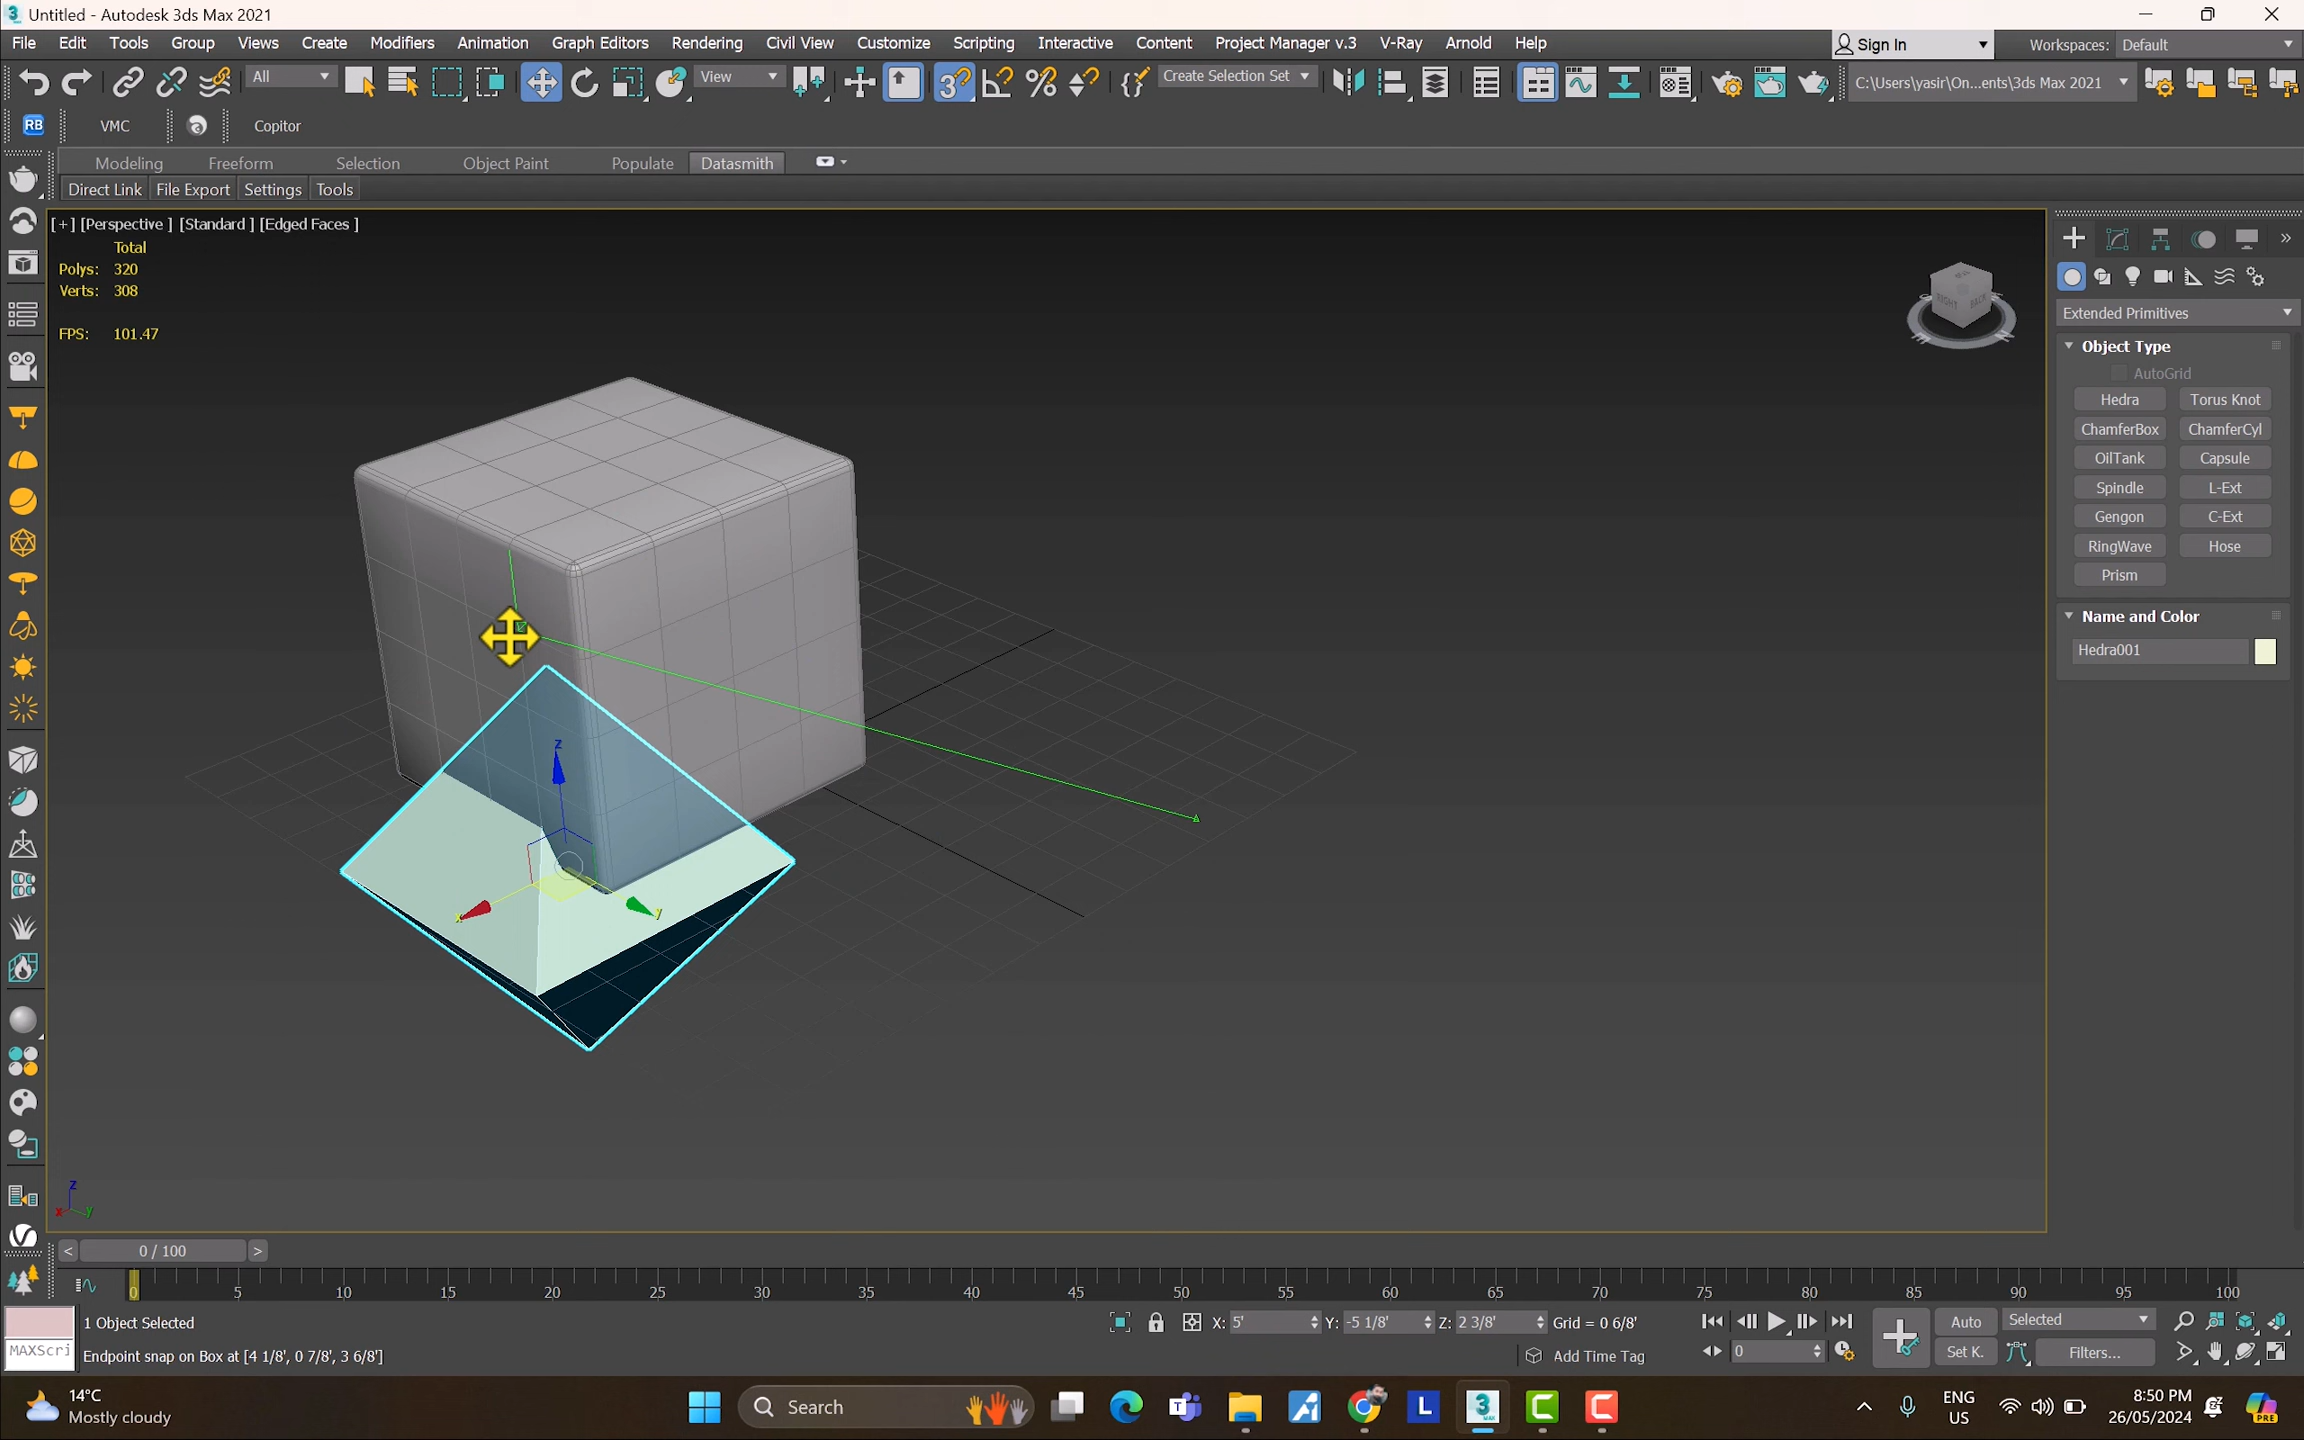 Untitled - Autodesk 3ds Max 2021
File Edit Tools Group Views Create Modifiers Animation Graph Editors Rendering Civil View Customize Scripting Interactive Content Project Manager v.3 V-Ray Arnold Help
Sign In
Workspaces: Default
All
View
Create Selection Set
C:\Users\yasir\On...ents\3ds Max 2021
RB VMC Copitor
Modeling Freeform Selection Object Paint Populate Datasmith
Direct Link File Export Settings Tools
[+] [Perspective ] [Standard ] [Edged Faces ]
Total
Polys: 320
Verts: 308
FPS: 101.47
RIGHT BACK
Extended Primitives
Object Type
AutoGrid
Hedra Torus Knot
ChamferBox ChamferCyl
OilTank Capsule
Spindle L-Ext
Gengon C-Ext
RingWave Hose
Prism
Name and Color
Hedra001
z
x y
z
x y
< 0 / 100 >
0 5 10 15 20 25 30 35 40 45 50 55 60 65 70 75 80 85 90 95 100
1 Object Selected
X: 5' Y: -5 1/8' Z: 2 3/8' Grid = 0 6/8'
Auto Selected
MAXScri
Endpoint snap on Box at [4 1/8', 0 7/8', 3 6/8']
Add Time Tag
0
Set K. Filters...
14°C
Mostly cloudy
Search
ENG
US
8:50 PM
26/05/2024
PRE